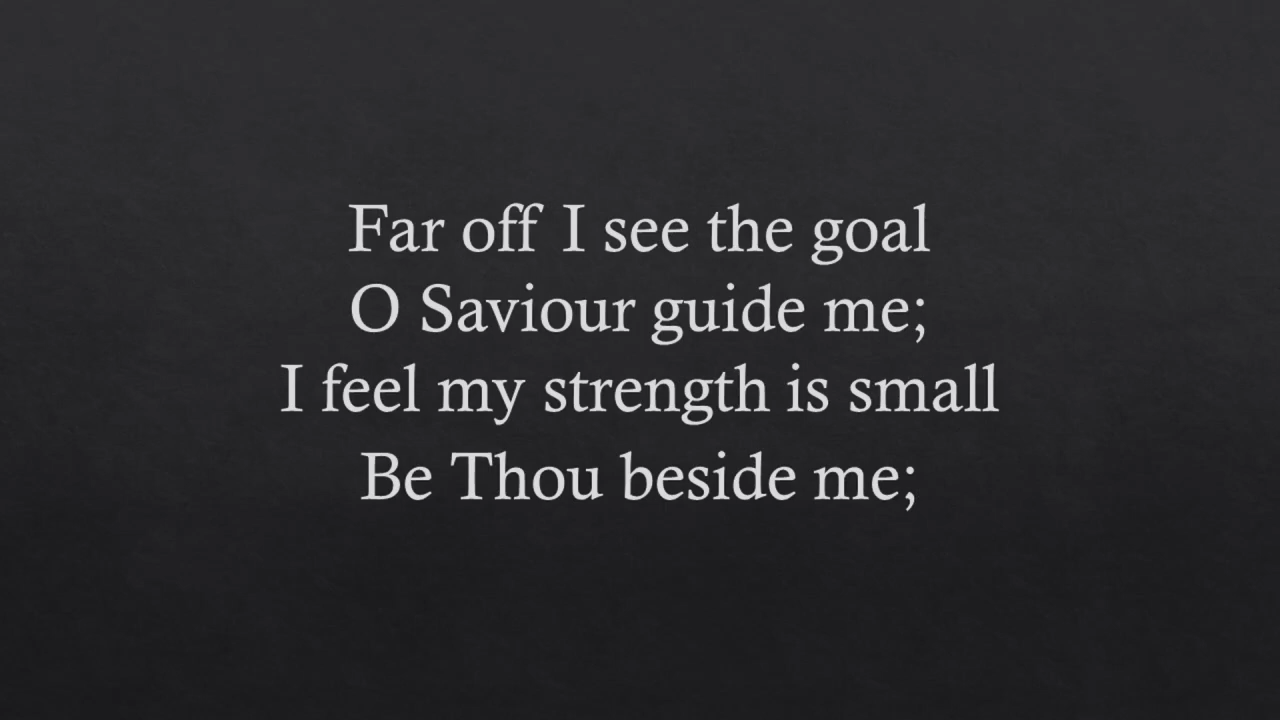 Far off I see the goal
O Saviour guide me;
I feel my strength is small
Be Thou beside me;